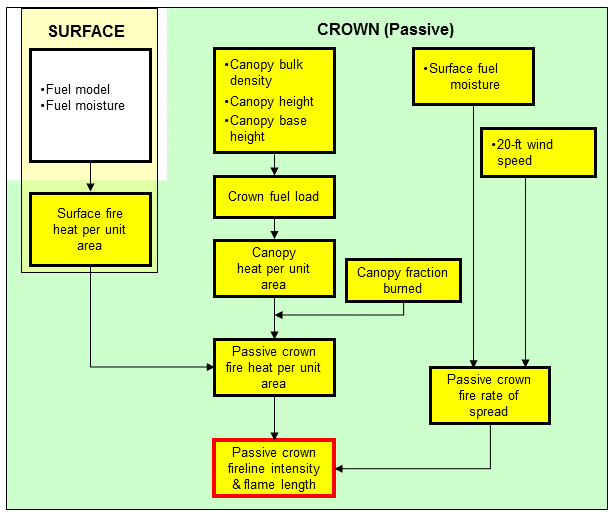 SURFACE
•Fuel model
•Fuel moisture
Surface fire
heat per unit
area
CROWN (Passive)
•Canopy bulk
density
•Canopy height
•Canopy base
height
Crown fuel load
Canopy
heat per unit
area
Canopy fraction
burned
Passive crown
fire heat per unit
area
Passive crown
fireline intensity
& flame length
•Surface fuel
moisture
•20-ft wind
speed
Passive crown
fire rate of
spread